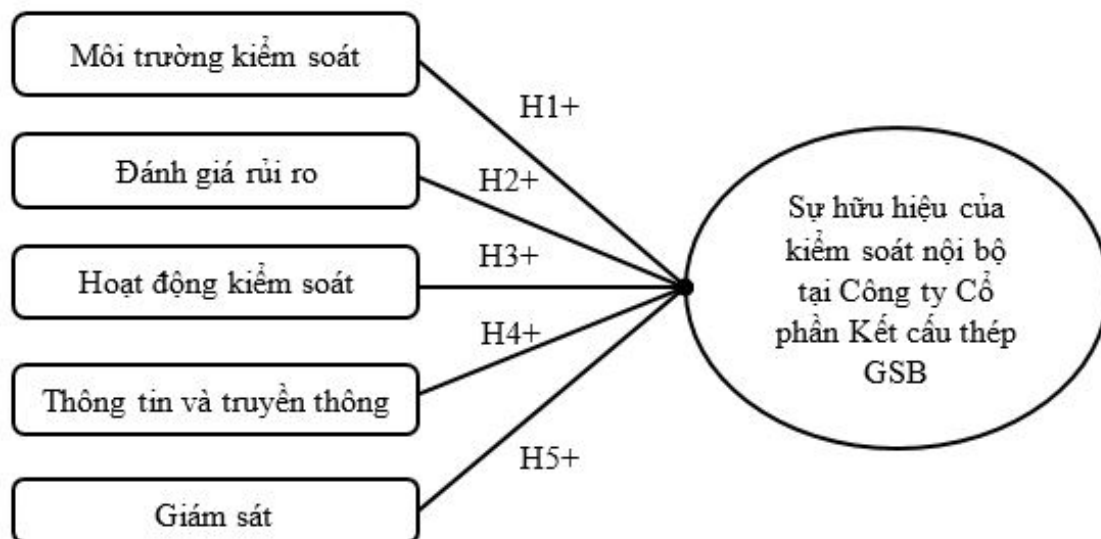 Môi trường kiểm soát
H1+
Đánh giá rủi ro
H2+
Hoạt động kiểm soát
H3+
Thông tin và truyền thông
H4+
Giám sát
H5+
Sự hữu hiệu của
kiểm soát nội bộ
tại Công ty Cổ
phần Kết cấu thép
GSB